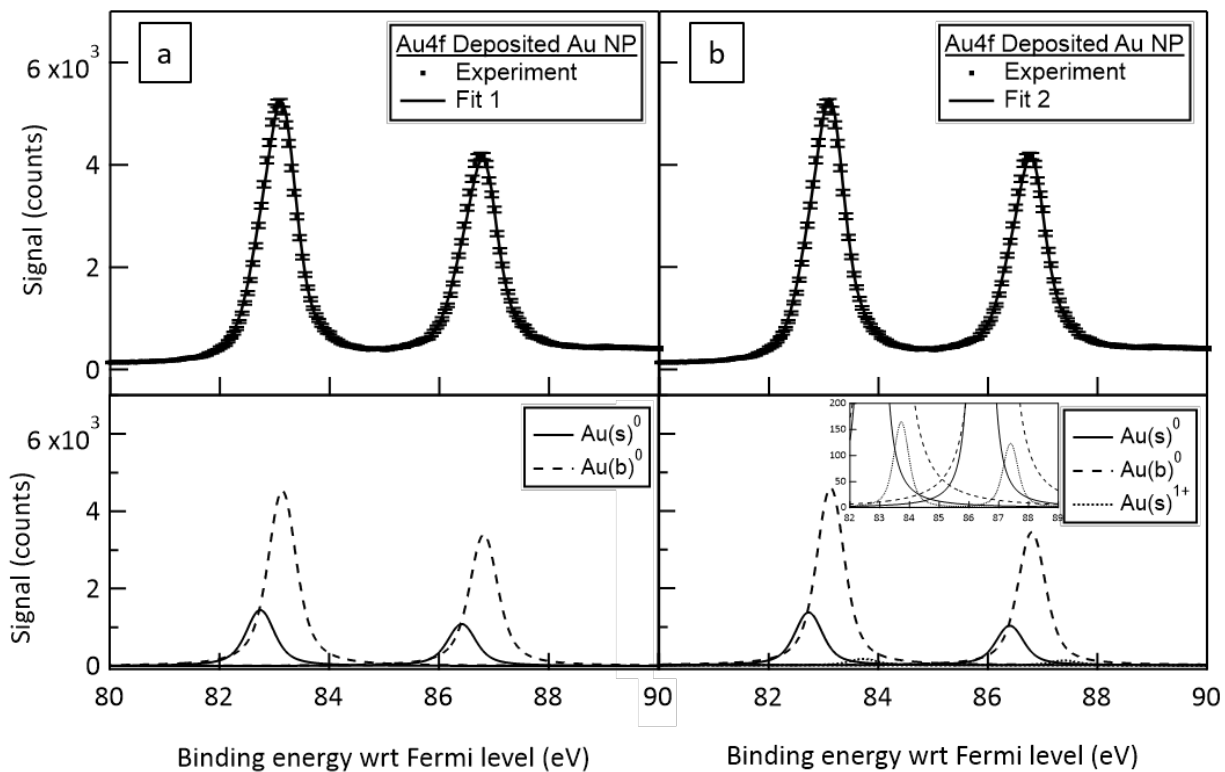 a
Au4f Deposited Au NP
Experiment
Fit 1
6 x10³
4
2
0
Signal (counts)
b
Au4f Deposited Au NP
Experiment
Fit 2
Au(s)⁰
Au(b)⁰
6 x10³
4
2
0
Signal (counts)
80
82
84
86
88
90
Binding energy wrt Fermi level (eV)
200
150
100
50
0
82
83
84
85
86
87
88
89
Au(s)⁰
Au(b)⁰
Au(s)¹⁺
82
84
86
88
90
Binding energy wrt Fermi level (eV)